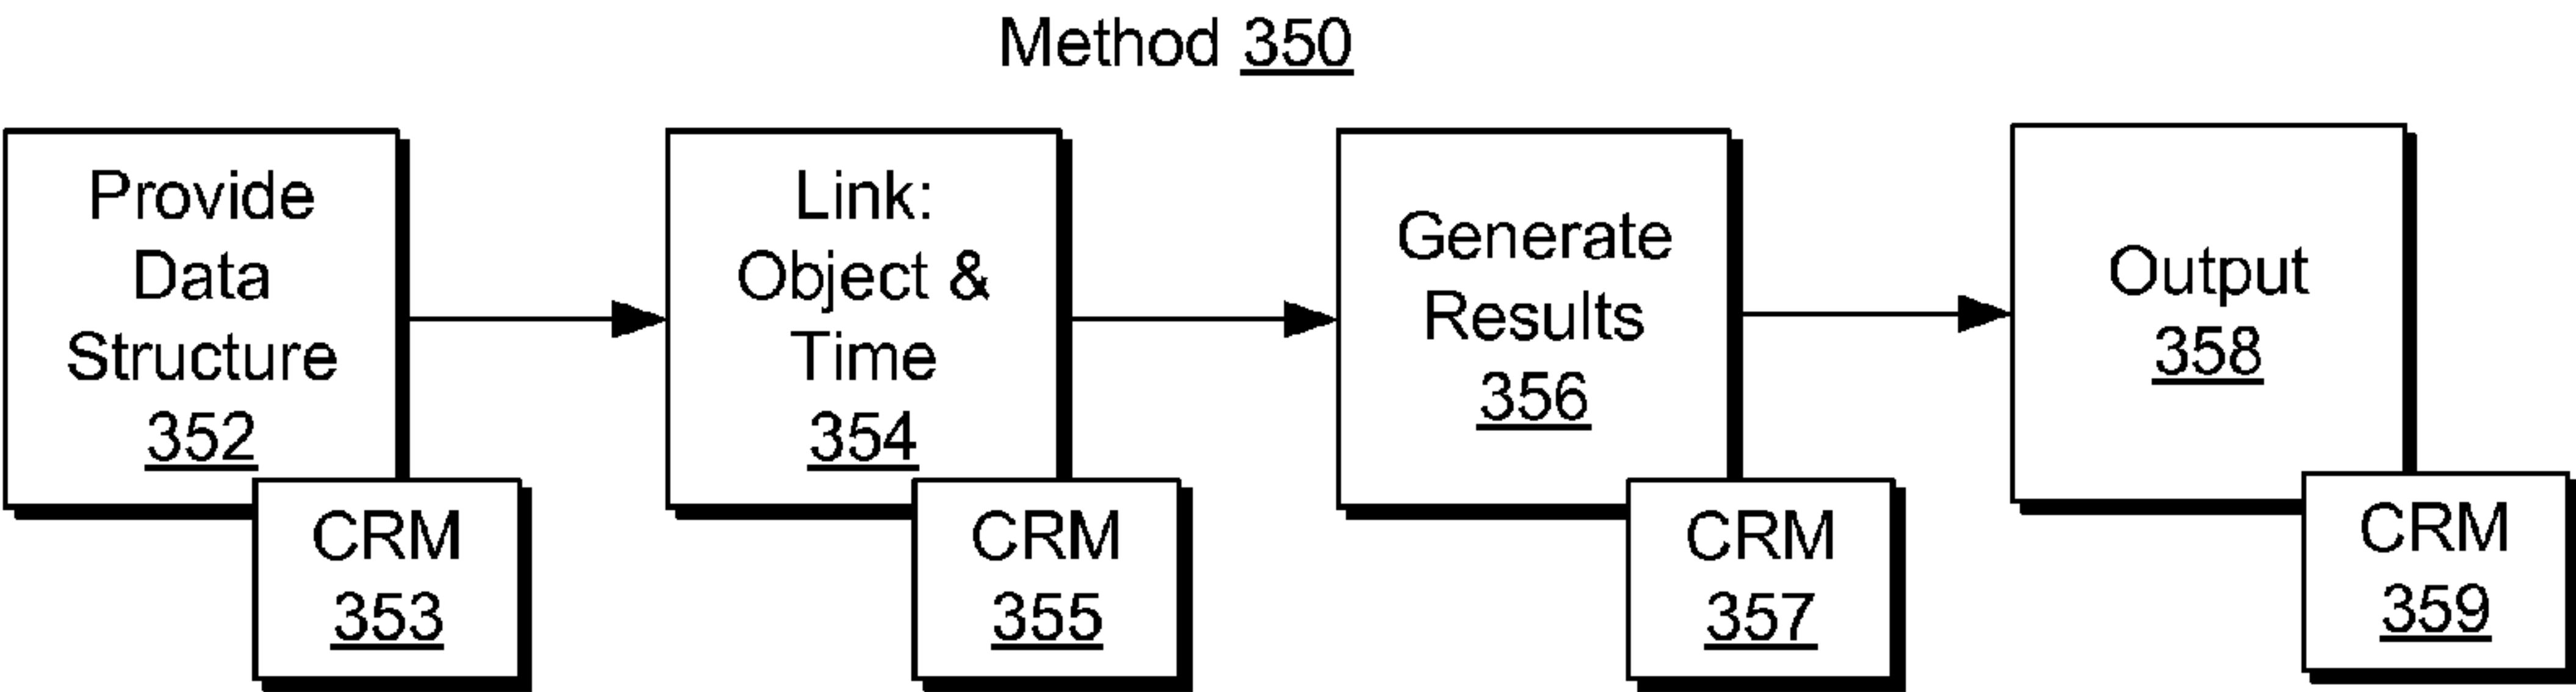 Method 350
Provide
Data
Structure
352
CRM
353
Link:
Object &
Time
354
CRM
355
Generate
Results
356
CRM
357
Output
358
CRM
359